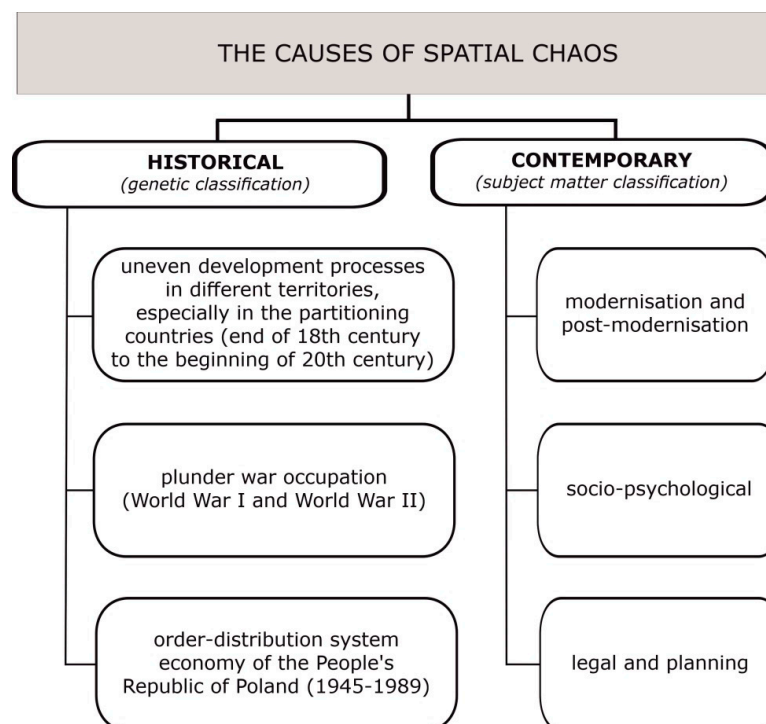 THE CAUSES OF SPATIAL CHAOS
HISTORICAL
(genetic classification)
uneven development processes
in different territories,
especially in the partitioning
countries (end of 18th century
to the beginning of 20th century)
plunder war occupation
(World War I and World War II)
order-distribution system
economy of the People's
Republic of Poland (1945-1989)
CONTEMPORARY
(subject matter classification)
modernisation and
post-modernisation
socio-psychological
legal and planning